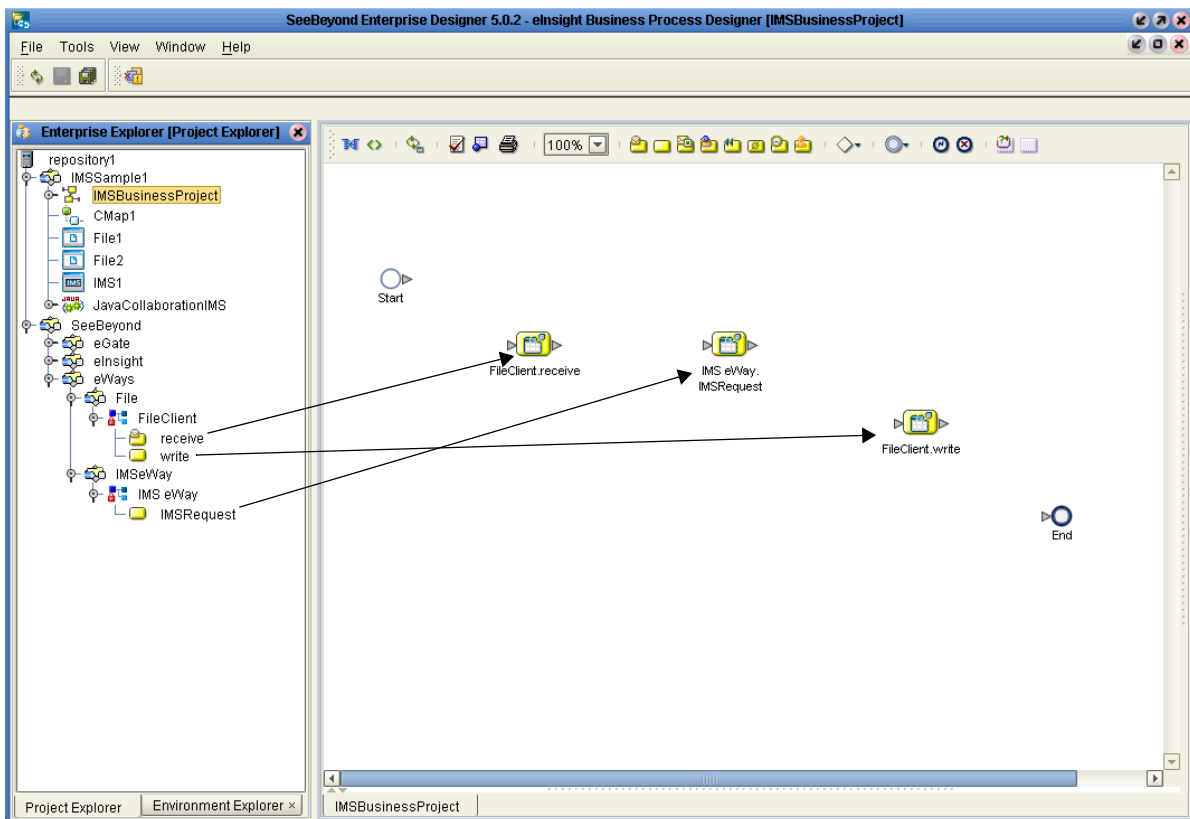 SeeBeyond Enterprise Designer 5.0.2 - eInsight Business Process Designer [IMSBusinessProject]
File Tools View Window Help
Enterprise Explorer [Project Explorer]
repository1
IMSSample1
IMSBusinessProject
CMap1
File1
File2
IMS
IMS1
JAVA
JavaCollaborationIMS
SeeBeyond
eGate
eInsight
eWays
File
FileClient
receive
write
IMSeWay
IMS eWay
IMSRequest
Project Explorer
Environment Explorer ×
100%
Start
FileClient.receive
IMS eWay.
IMSRequest
FileClient.write
End
IMSBusinessProject